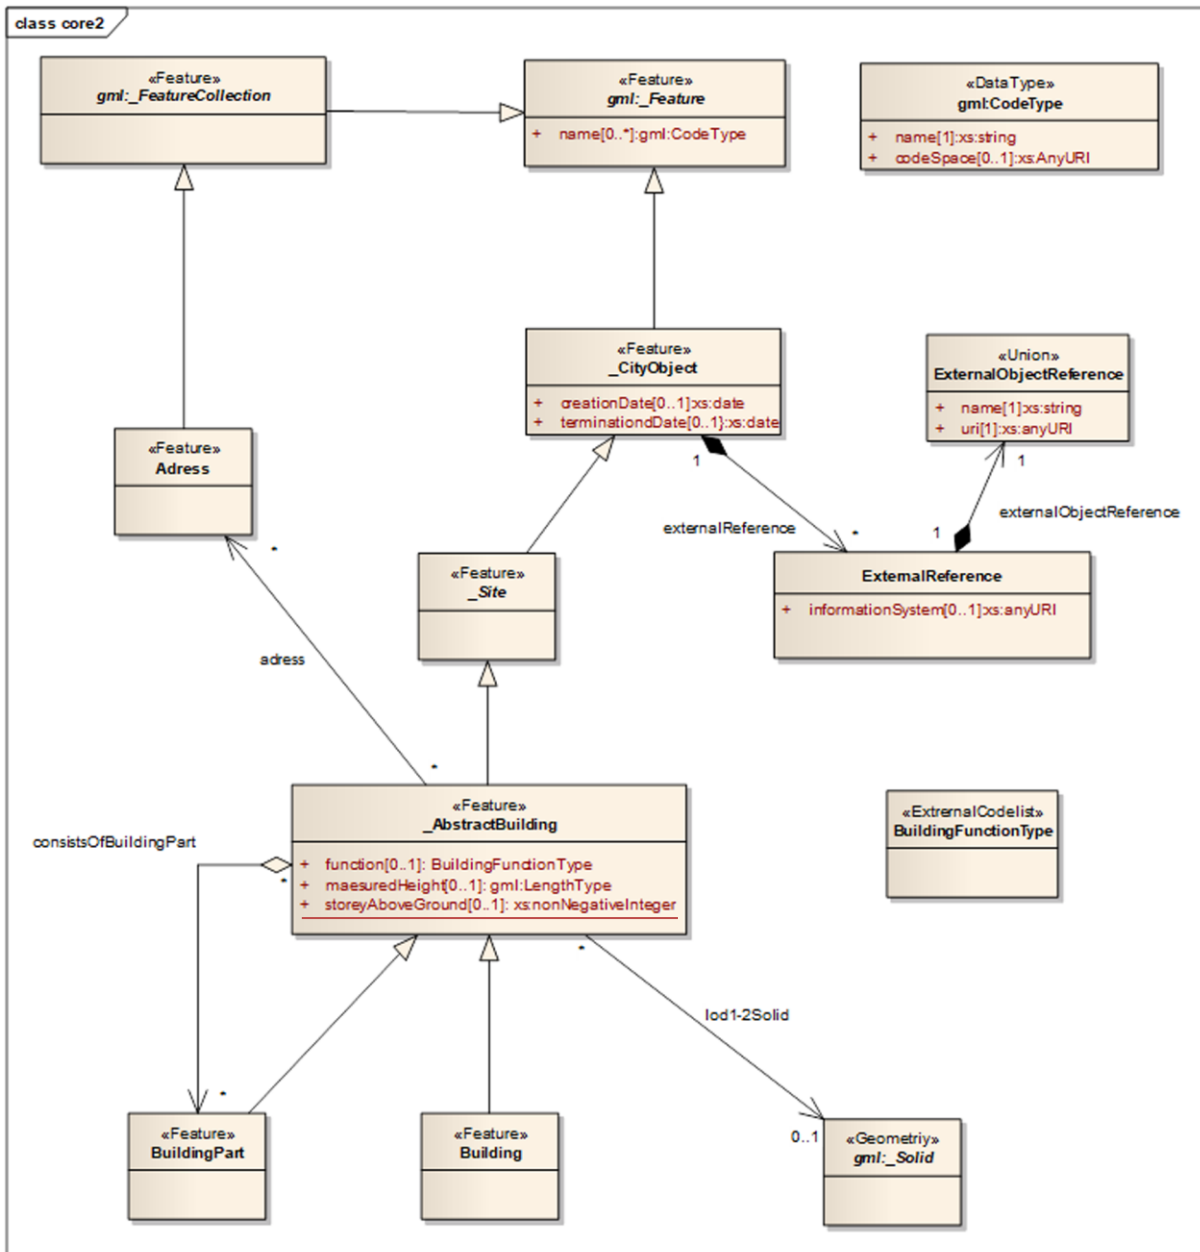 class core2
«Feature»
gml:_FeatureCollection
«Feature»
gml:_Feature
+ name[0..*]:gml:CodeType
«DataType»
gml:CodeType
+ name[1]:xs:string
+ codeSpace[0..1]:xs:AnyURI
«Feature»
_CityObject
+ creationDate[0..1]:xs:date
+ terminationdDate[0..1}:xs:date
«Union»
ExternalObjectReference
+ name[1]:xs:string
+ uri[1]:xs:anyURI
«Feature»
Adress
1
1
externalReference
*
1
externalObjectReference
*
«Feature»
_Site
ExternalReference
+ informationSystem[0..1]:xs:anyURI
adress
*
«Feature»
_AbstractBuilding
+ function[0..1]: BuildingFunctionType
+ maesuredHeight[0..1]: gml:LengthType
+ storeyAboveGround[0..1]: xs:nonNegativeInteger
«ExtrernalCodelist»
BuildingFunctionType
consistsOfBuildingPart
*
*
lod1-2Solid
*
0..1
«Feature»
BuildingPart
«Feature»
Building
«Geometriy»
gml:_Solid